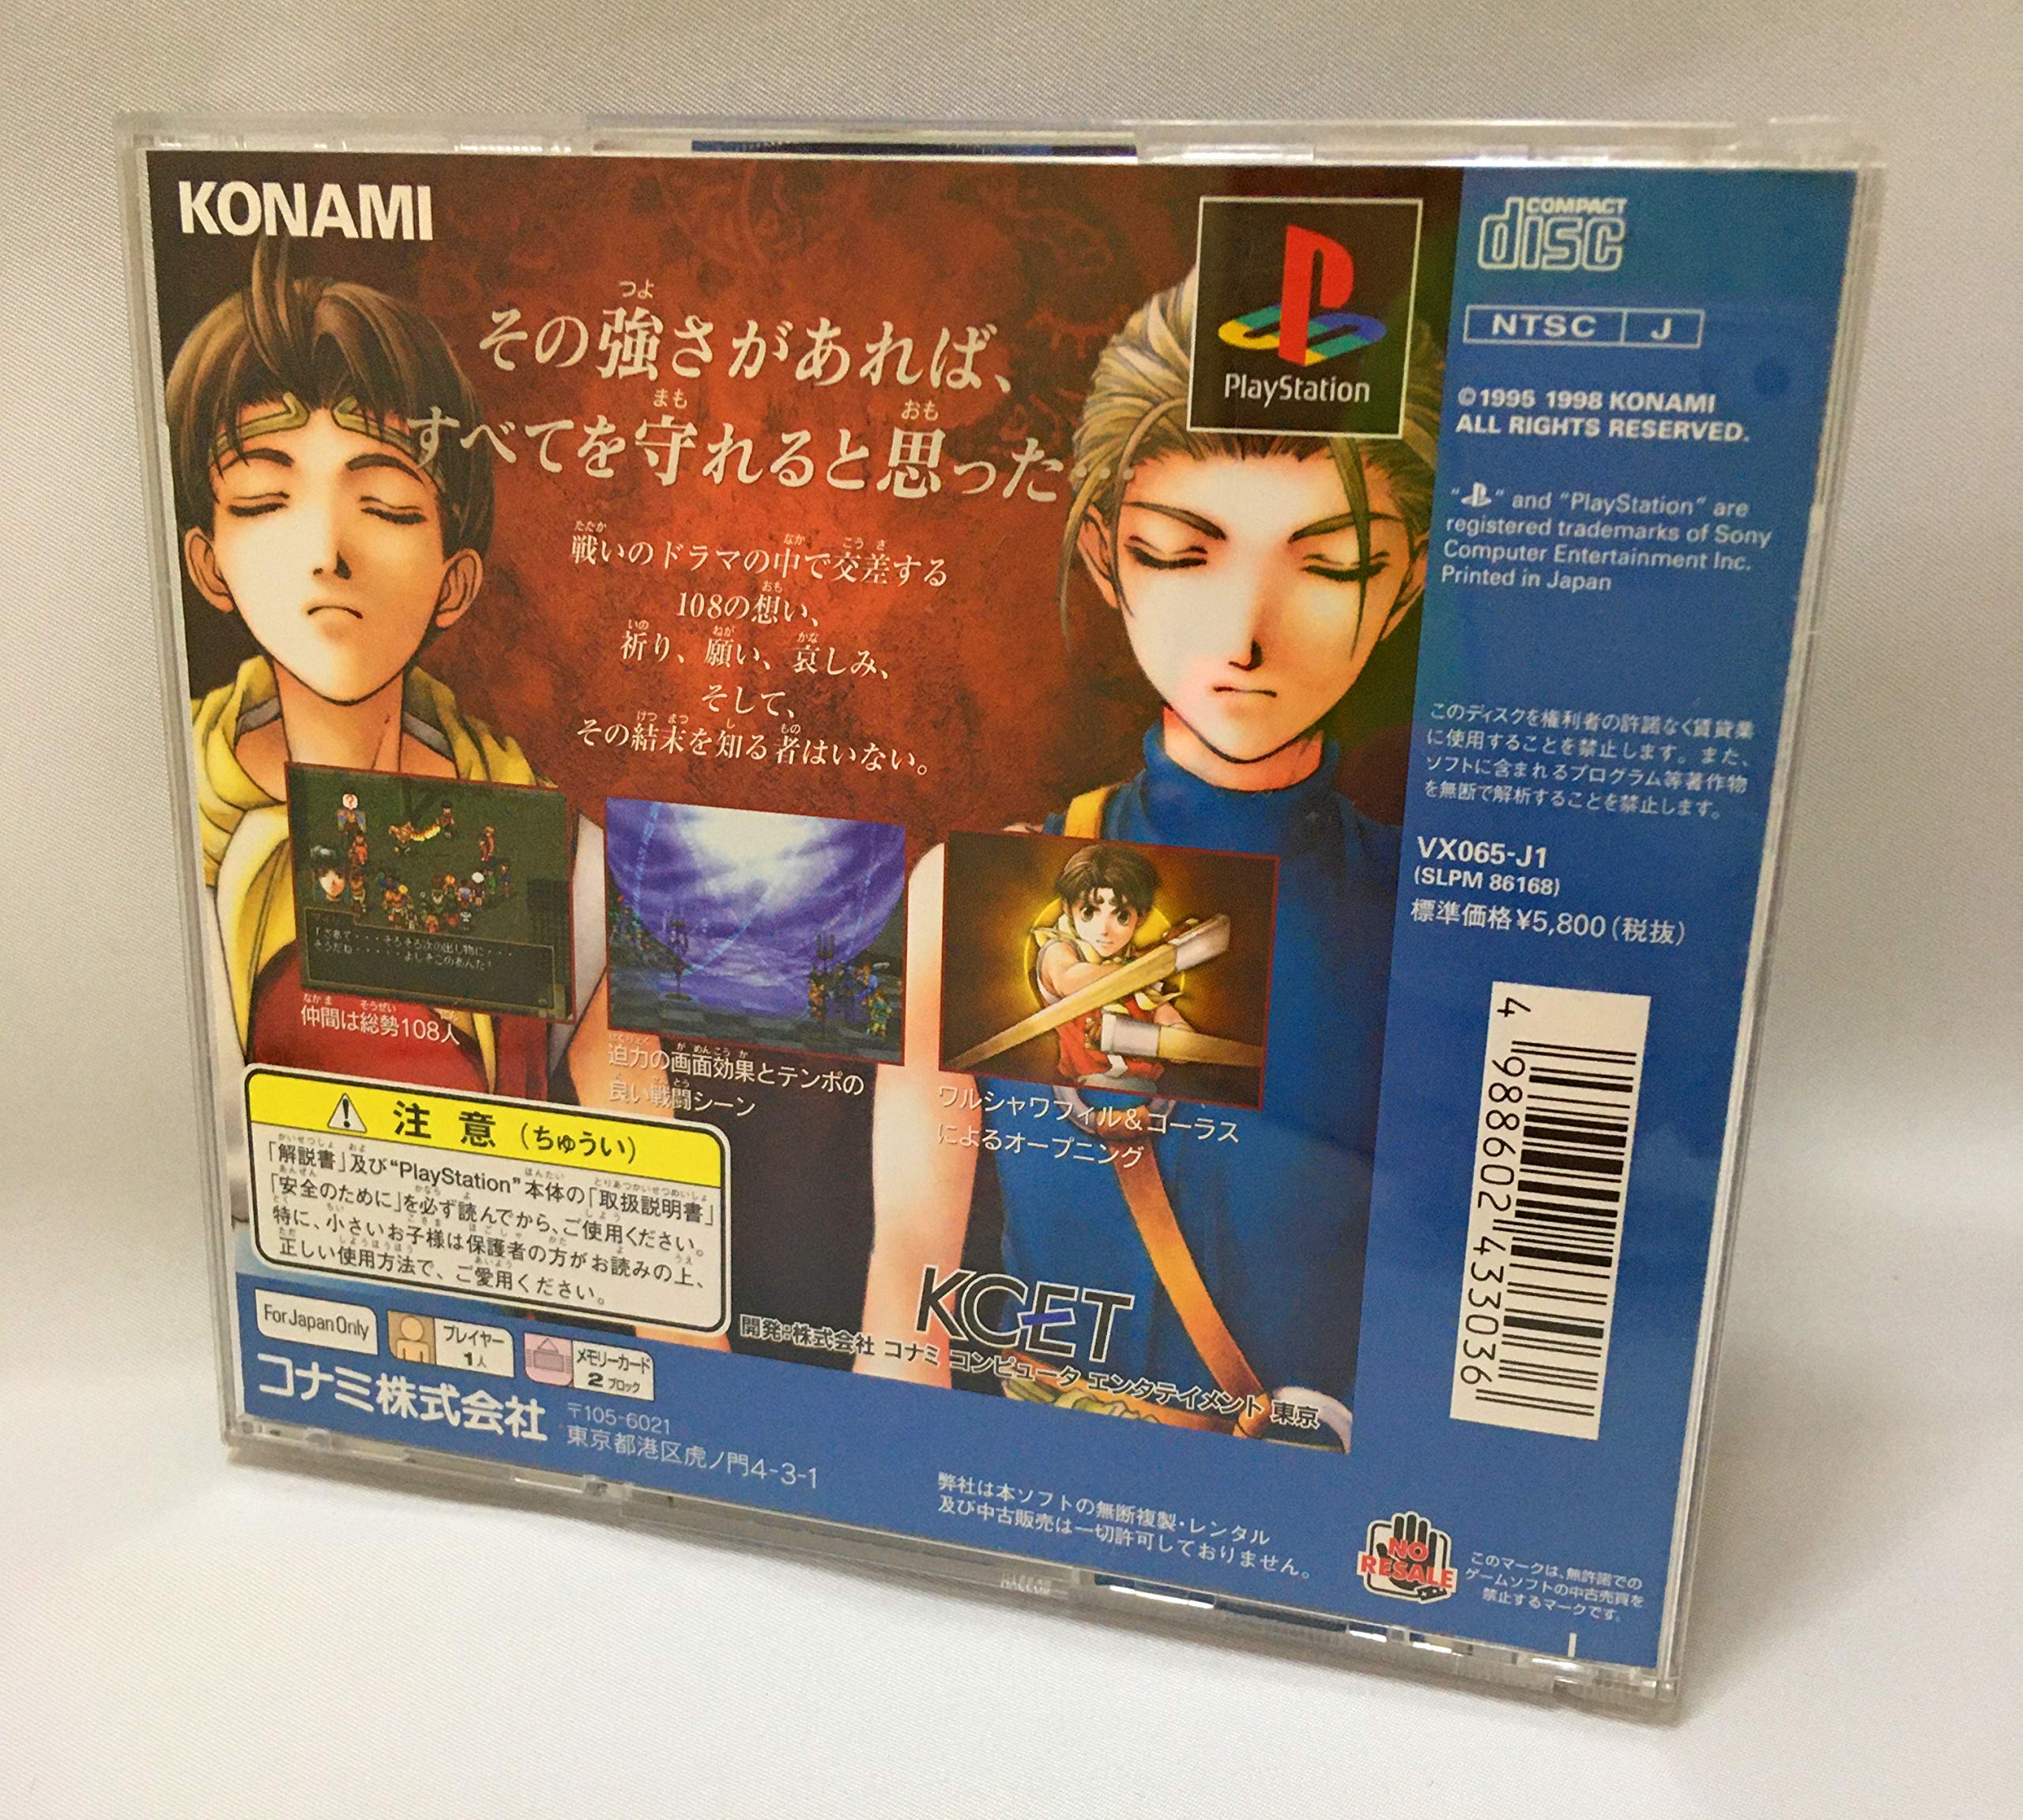 KONAMI
その強さがあれば、
すべてを守れると思った…
戦いのドラマの中で交差する
108の想い、
祈り、願い、哀しみ、
そして、
その結末を知る者はいない。
仲間は総勢108人
迫力の画面効果とテンポの
良い戦闘シーン
ワルシャワフィル&コーラス
によるオープニング
PlayStation
COMPACT
disc
NTSC J
©1995 1998 KONAMI
ALL RIGHTS RESERVED.
" " and "PlayStation" are
registered trademarks of Sony
Computer Entertainment Inc.
Printed in Japan
このディスクを権利者の許諾なく賃貸業
に使用することを禁止します。また、
ソフトに含まれるプログラム等著作物
を無断で解析することを禁止します。
VX065-J1
(SLPM 86168)
標準価格¥5,800(税抜)
4 988602 433036
注意(ちゅうい)
「解説書」及び"PlayStation"本体の「取扱説明書」
「安全のために」を必ず読んでから、ご使用ください。
特に、小さいお子様は保護者の方がお読みの上、
正しい使用方法で、ご愛用ください。
For Japan Only
プレイヤー
1人
メモリーカード
2ブロック
KCET
開発:株式会社 コナミ コンピュータ エンタテイメント 東京
コナミ株式会社
〒105-6021
東京都港区虎ノ門4-3-1
弊社は本ソフトの無断複製・レンタル
及び中古販売は一切許可しておりません。
NO
RESALE
このマークは、無許諾での
ゲームソフトの中古売買を
禁止するマークです。